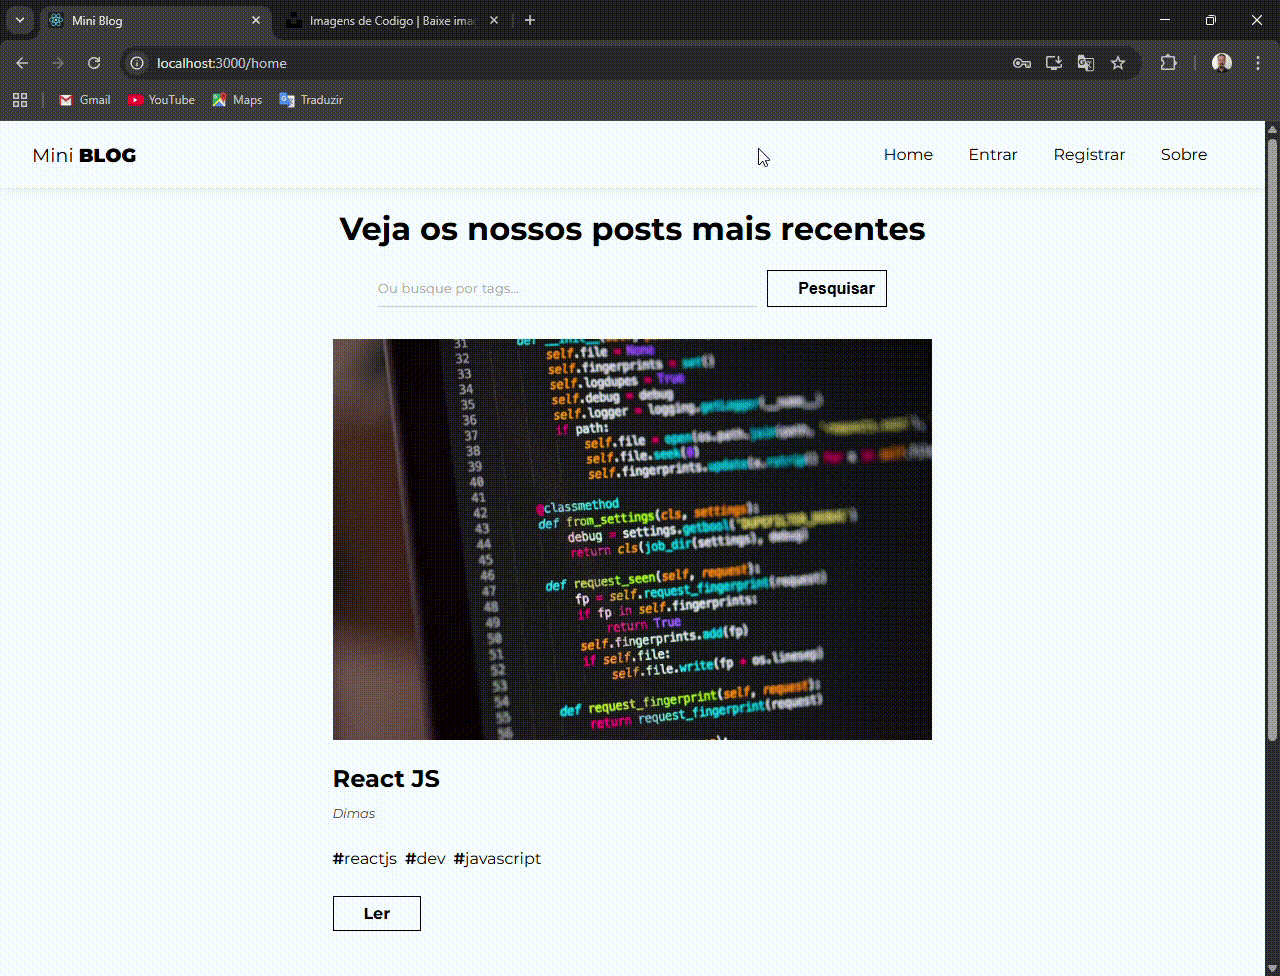 Mini Blog
Imagens de Codigo | Baixe ima
localhost:3000/home
Gmail YouTube Maps Traduzir
Mini BLOG
Home Entrar Registrar Sobre
Veja os nossos posts mais recentes
Ou busque por tags...
Pesquisar
31
32 self.file = None
33 self.fingerprints = set()
34 self.logdupes = True
35 self.debug = debug
36 self.logger = logging.getLogger(__name__)
37 if path:
38 self.file = open(os.path.join(path,
39 self.file.seek(0)
40 self.fingerprints.update(
41
42 @classmethod
43 def from_settings(cls, settings):
44 debug = settings.getbool(
45 return cls(job_dir(settings), debug)
46
47 def request_seen(self, request):
48 fp = self.request_fingerprint(request)
49 if fp in self.fingerprints:
50 return True
51 self.fingerprints.add(fp)
52 if self.file:
53 self.file.write(fp + os.linesep)
54
55 def request_fingerprint(self, request):
56 return request_fingerprint(request)
React JS
Dimas
#reactjs #dev #javascript
Ler